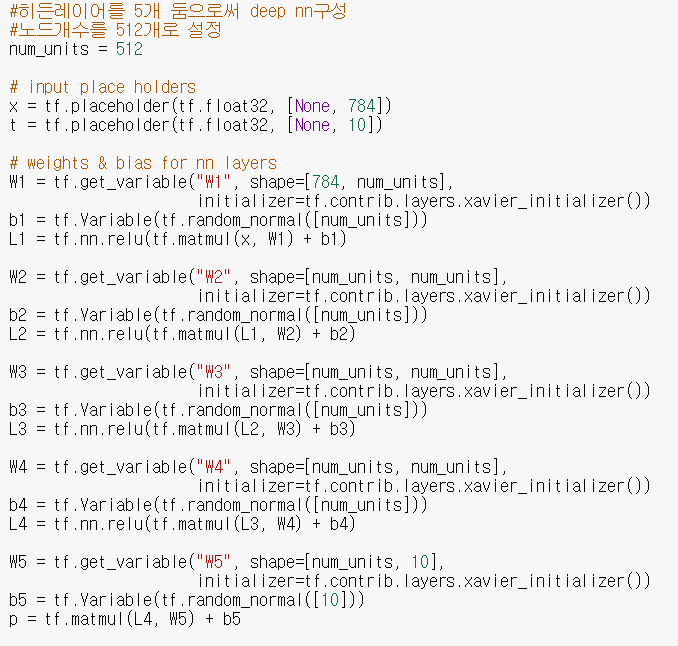 #히든레이어를 5개 둠으로써 deep nn구성
#노드개수를 512개로 설정
num_units = 512

# input place holders
x = tf.placeholder(tf.float32, [None, 784])
t = tf.placeholder(tf.float32, [None, 10])

# weights & bias for nn layers
W1 = tf.get_variable("W1", shape=[784, num_units],
                     initializer=tf.contrib.layers.xavier_initializer())
b1 = tf.Variable(tf.random_normal([num_units]))
L1 = tf.nn.relu(tf.matmul(x, W1) + b1)

W2 = tf.get_variable("W2", shape=[num_units, num_units],
                     initializer=tf.contrib.layers.xavier_initializer())
b2 = tf.Variable(tf.random_normal([num_units]))
L2 = tf.nn.relu(tf.matmul(L1, W2) + b2)

W3 = tf.get_variable("W3", shape=[num_units, num_units],
                     initializer=tf.contrib.layers.xavier_initializer())
b3 = tf.Variable(tf.random_normal([num_units]))
L3 = tf.nn.relu(tf.matmul(L2, W3) + b3)

W4 = tf.get_variable("W4", shape=[num_units, num_units],
                     initializer=tf.contrib.layers.xavier_initializer())
b4 = tf.Variable(tf.random_normal([num_units]))
L4 = tf.nn.relu(tf.matmul(L3, W4) + b4)

W5 = tf.get_variable("W5", shape=[num_units, 10],
                     initializer=tf.contrib.layers.xavier_initializer())
b5 = tf.Variable(tf.random_normal([10]))
p = tf.matmul(L4, W5) + b5